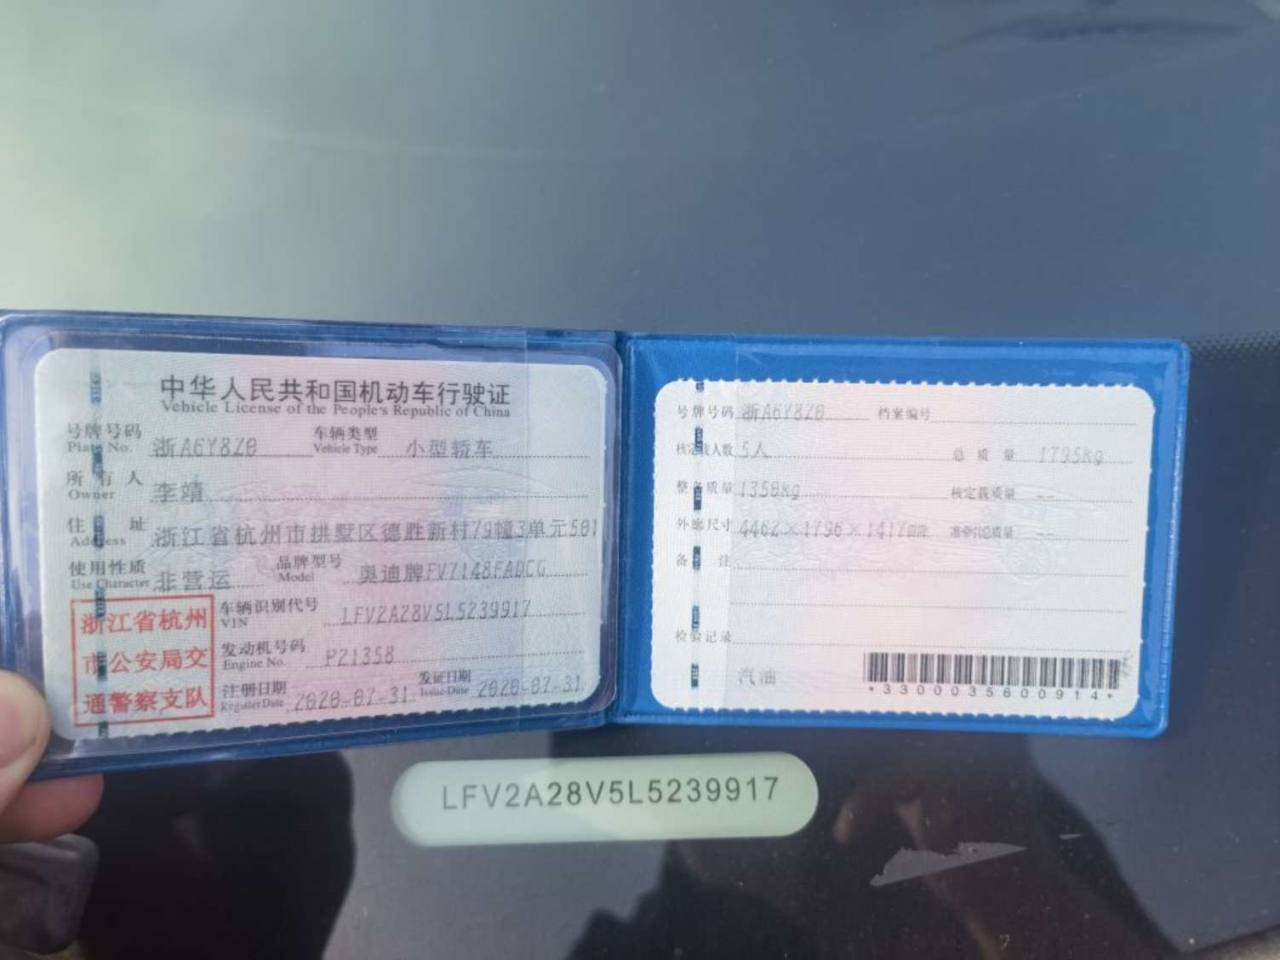 中华人民共和国机动车行驶证
Vehicle License of the People's Republic of China
号牌号码 浙A6Y8Z0 车辆类型 小型轿车
Plate No. Vehicle Type
所有人 李靖
Owner
住址 浙江省杭州市拱墅区德胜新村79幢3单元501
Address
使用性质 非营运 品牌型号 奥迪牌FV7148FADCG
Use Character Model
浙江省杭州
市公安局交
通警察支队
车辆识别代号 LFV2A28V5L5239917
VIN
发动机号码 P21358
Engine No.
注册日期 2020-07-31 发证日期 2020-07-31
Register Date Issue Date
号牌号码 浙A6Y8Z0 档案编号
核定载人数 5人 总质量 1795kg
整备质量 1350kg 核定载质量 --
外廓尺寸 4462×1796×1417mm 准牵引总质量 --
备注
检验记录
汽油
*3300035600914*
LFV2A28V5L5239917